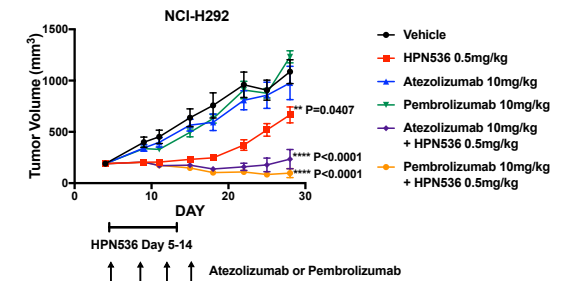 NCI-H292
Tumor Volume (mm³)
1500
1000
500
0
0
10
20
30
DAY
** P=0.0407
**** P<0.0001
**** P<0.0001
Vehicle
HPN536 0.5mg/kg
Atezolizumab 10mg/kg
Pembrolizumab 10mg/kg
Atezolizumab 10mg/kg
+ HPN536 0.5mg/kg
Pembrolizumab 10mg/kg
+ HPN536 0.5mg/kg
HPN536 Day 5-14
Atezolizumab or Pembrolizumab